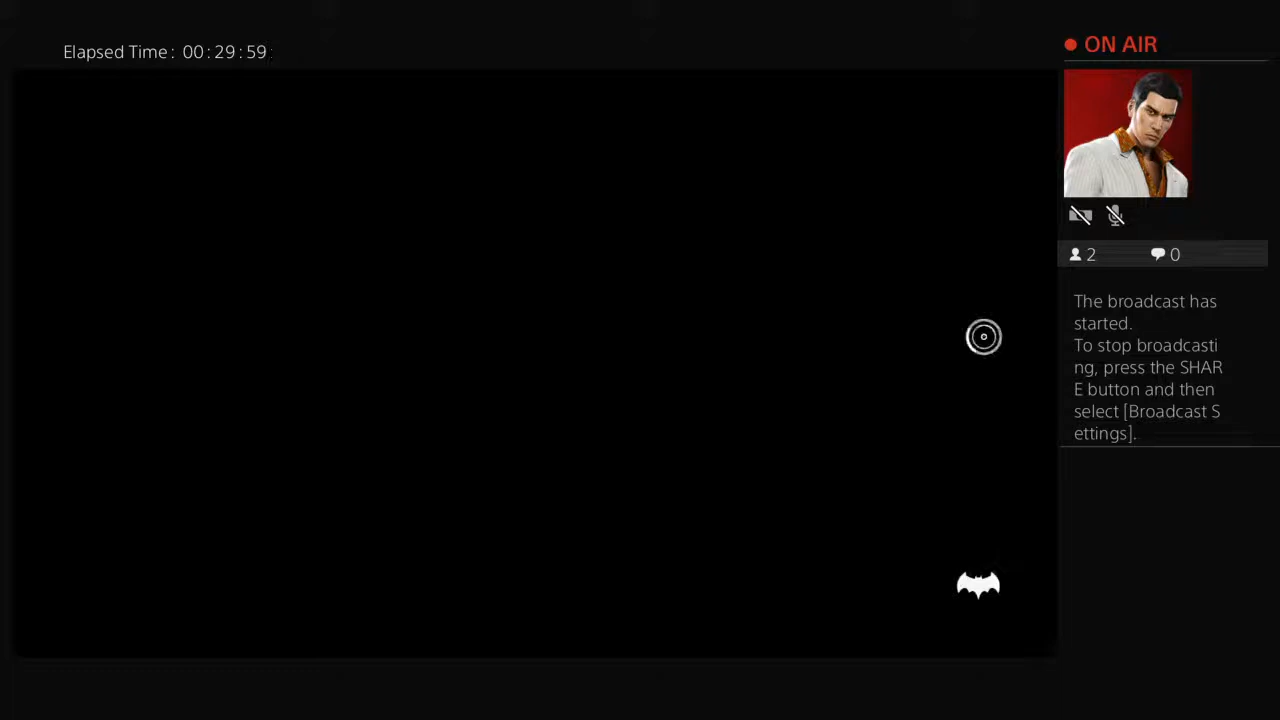 Elapsed Time: 00:29:59
ON AIR
2 0
The broadcast has
started.
To stop broadcasti
ng, press the SHAR
E button and then
select [Broadcast S
ettings].